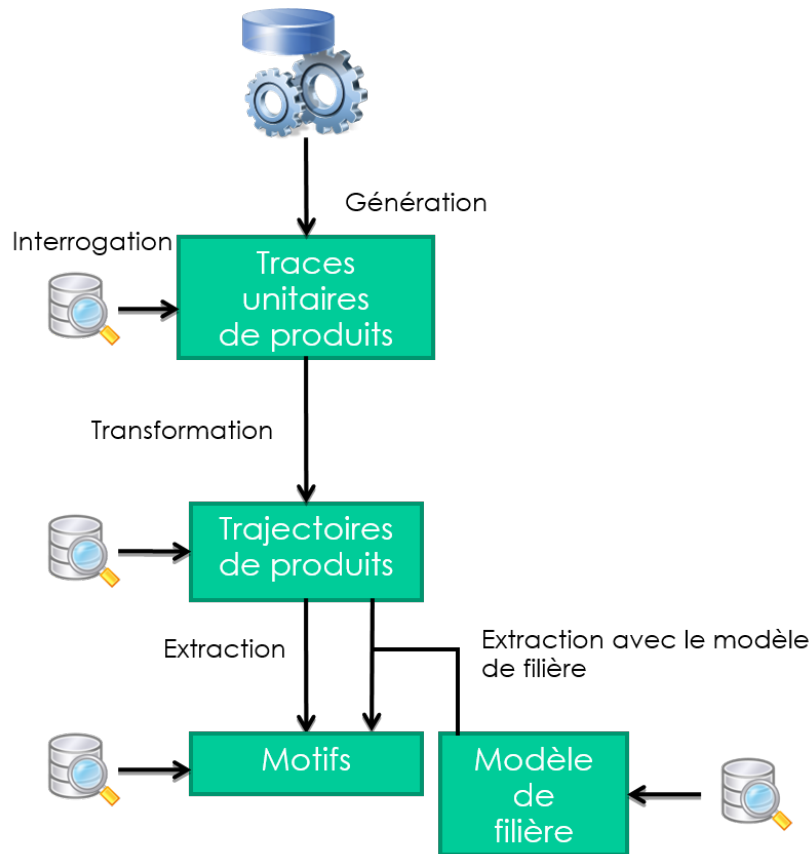 Génération
Interrogation
Traces
unitaires
de produits
Transformation
Trajectoires
de produits
Extraction
Extraction avec le modèle
de filière
Motifs
Modèle
de
filière